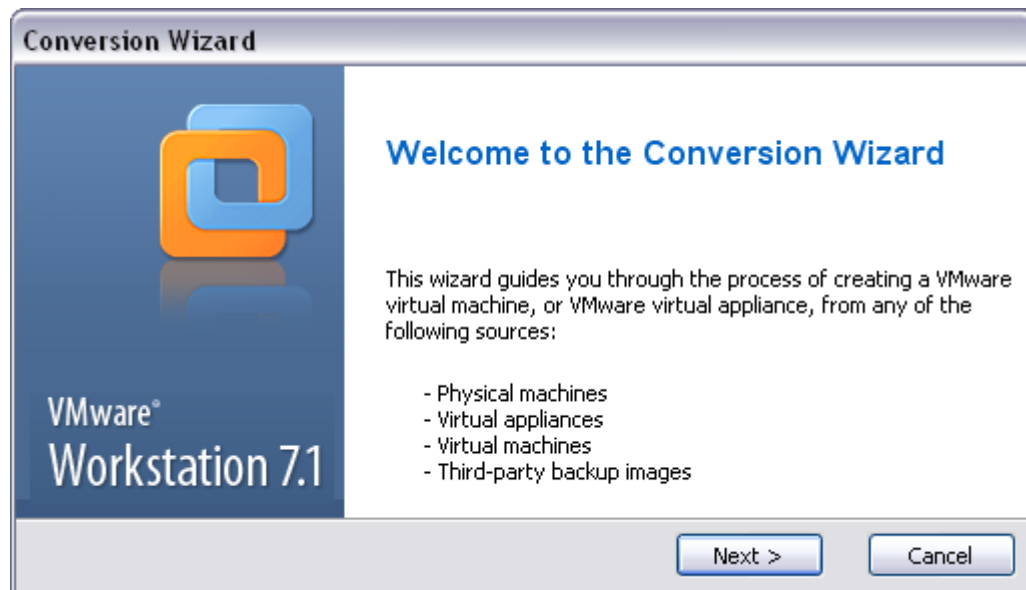 Conversion Wizard
Welcome to the Conversion Wizard
This wizard guides you through the process of creating a VMware
virtual machine, or VMware virtual appliance, from any of the
following sources:
- Physical machines
- Virtual appliances
- Virtual machines
- Third-party backup images
VMware®
Workstation 7.1
Next >
Cancel